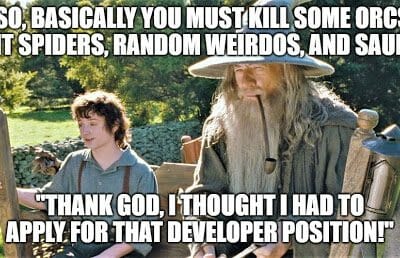 SO, BASICALLY YOU MUST KILL SOME ORCS
SPIDERS, RANDOM WEIRDOS, AND
"THANK GOD, I THOUGHT I HAD TO
APPLY FOR THAT DEVELOPER POSITION!"